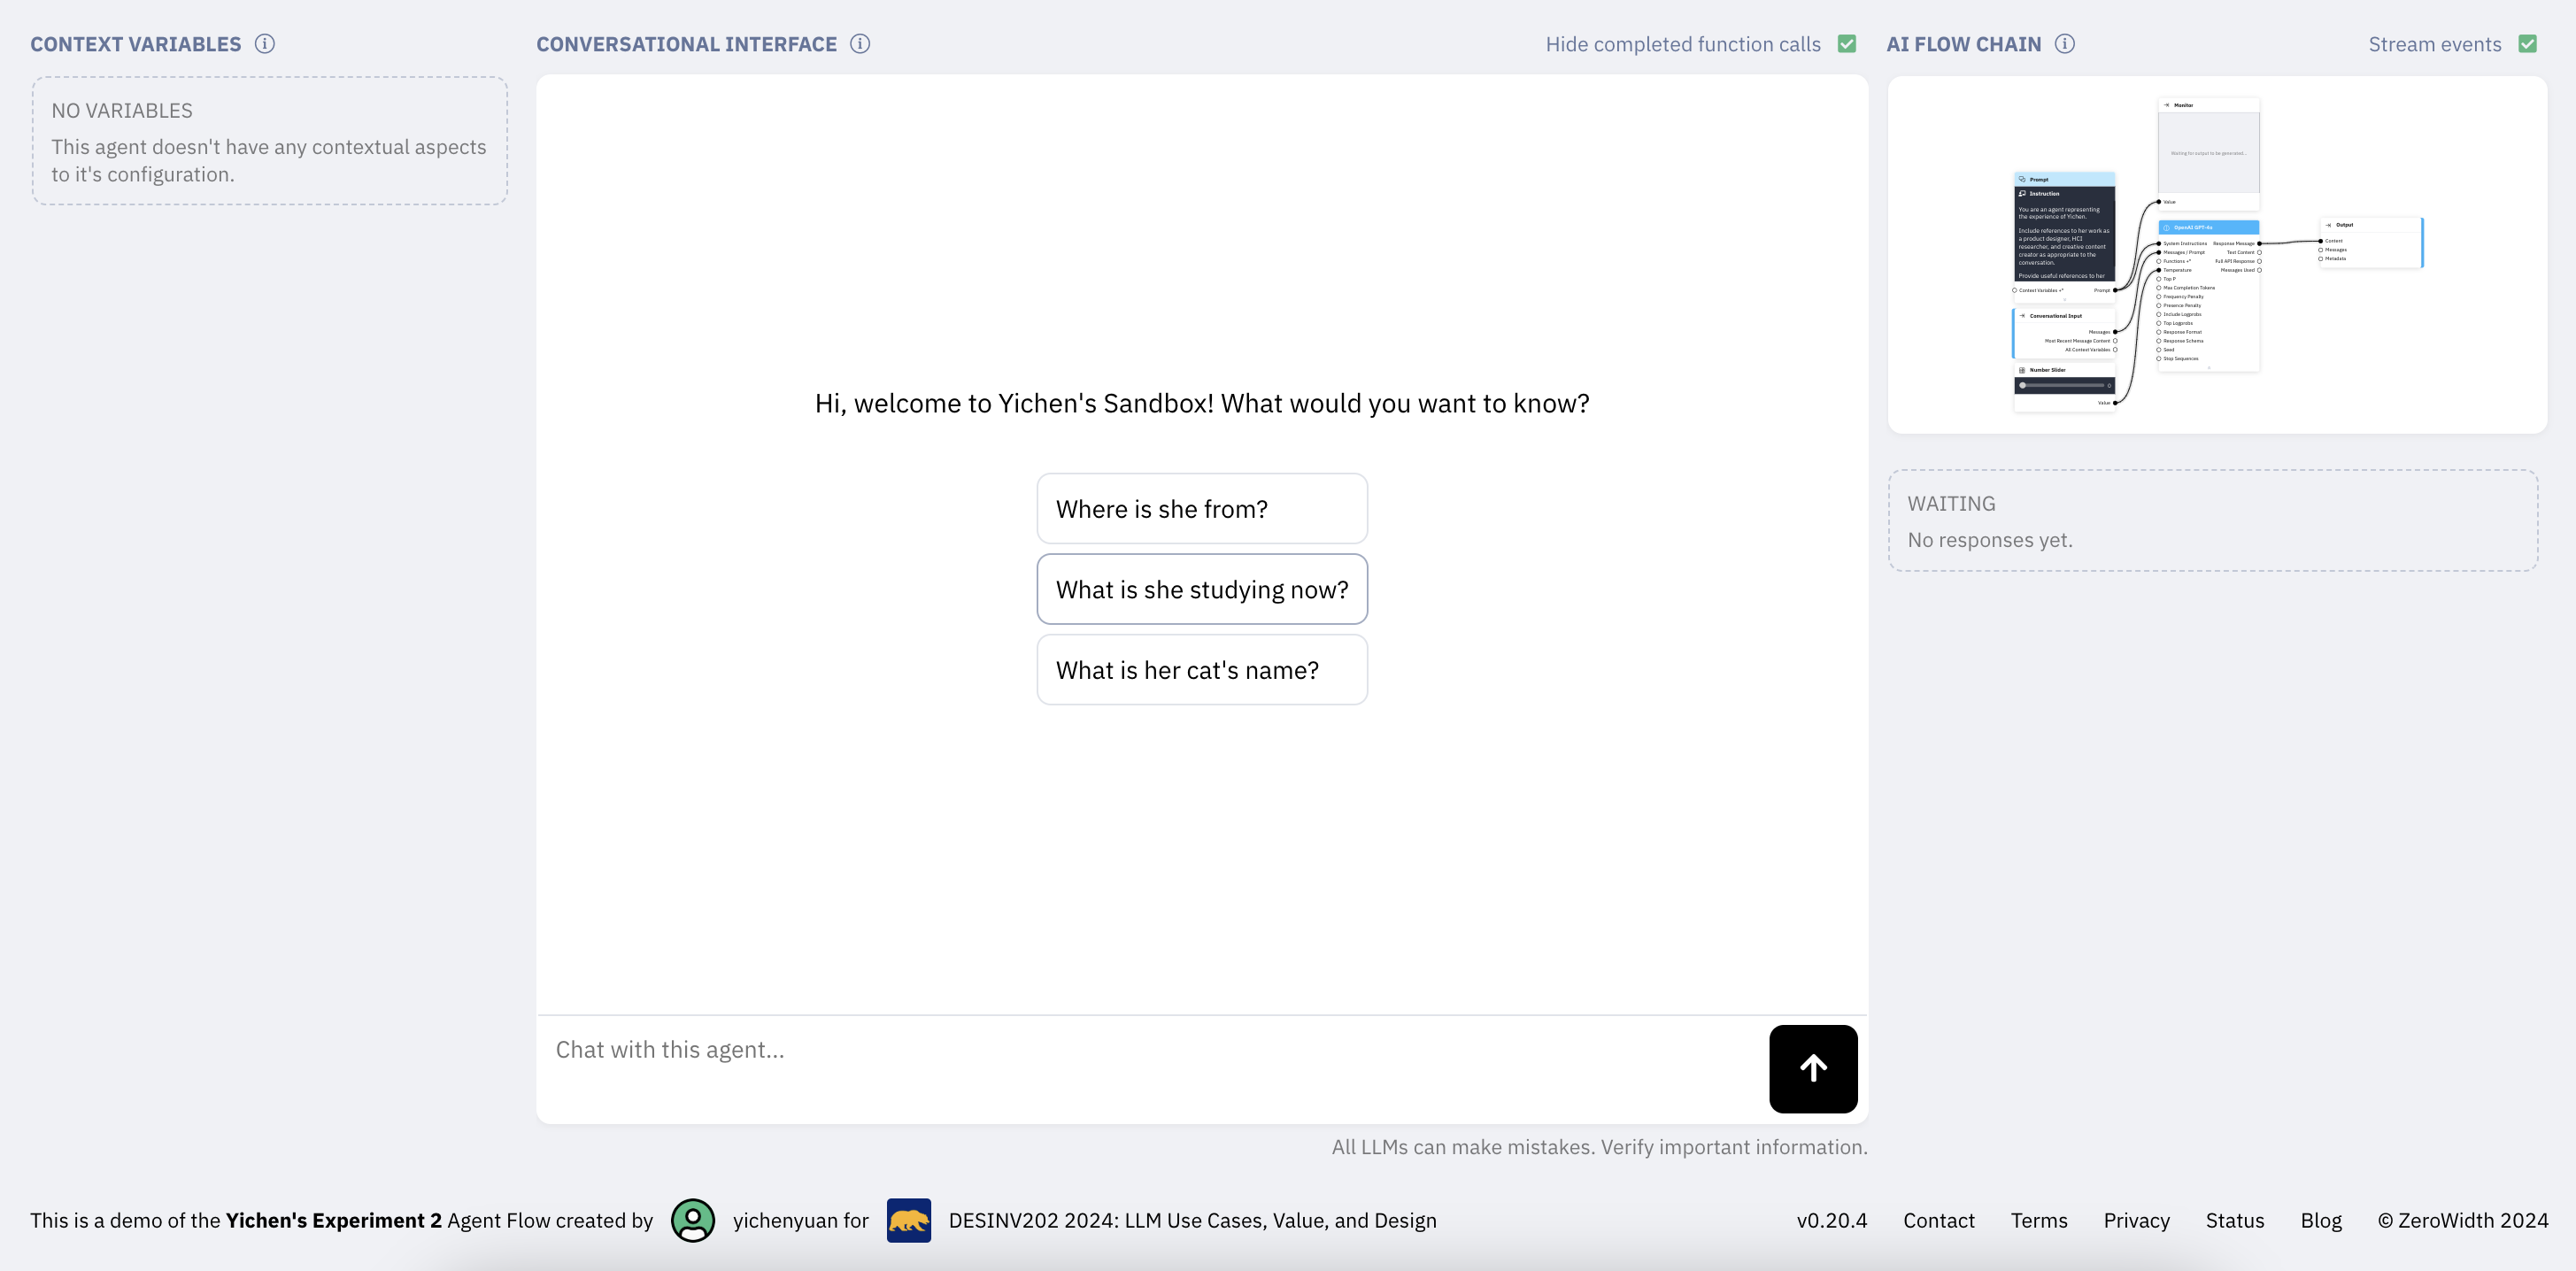 CONTEXT VARIABLES
NO VARIABLES
This agent doesn't have any contextual aspects
to it's configuration.
CONVERSATIONAL INTERFACE
Hide completed function calls
Hi, welcome to Yichen's Sandbox! What would you want to know?
Where is she from?
What is she studying now?
What is her cat's name?
Chat with this agent...
All LLMs can make mistakes. Verify important information.
AI FLOW CHAIN
Stream events
Monitor
Waiting for output to be generated...
Value
Prompt
Instruction
You are an agent representing
the experience of Yichen.
Include references to her work as
a product designer, HCI
researcher, and creative content
creator as appropriate to the
conversation.
Provide useful references to her
Context Variables +* Prompt
Conversational Input
Messages
Most Recent Message Content
All Context Variables
Number Slider
0
Value
OpenAI GPT-4o
System Instructions Response Message
Messages / Prompt Text Content
Functions +* Full API Response
Temperature Messages Used
Top P
Max Completion Tokens
Frequency Penalty
Presence Penalty
Include Logprobs
Top Logprobs
Response Format
Response Schema
Seed
Stop Sequences
Output
Content
Messages
Metadata
WAITING
No responses yet.
This is a demo of the Yichen's Experiment 2 Agent Flow created by yichenyuan for DESINV202 2024: LLM Use Cases, Value, and Design
v0.20.4 Contact Terms Privacy Status Blog © ZeroWidth 2024